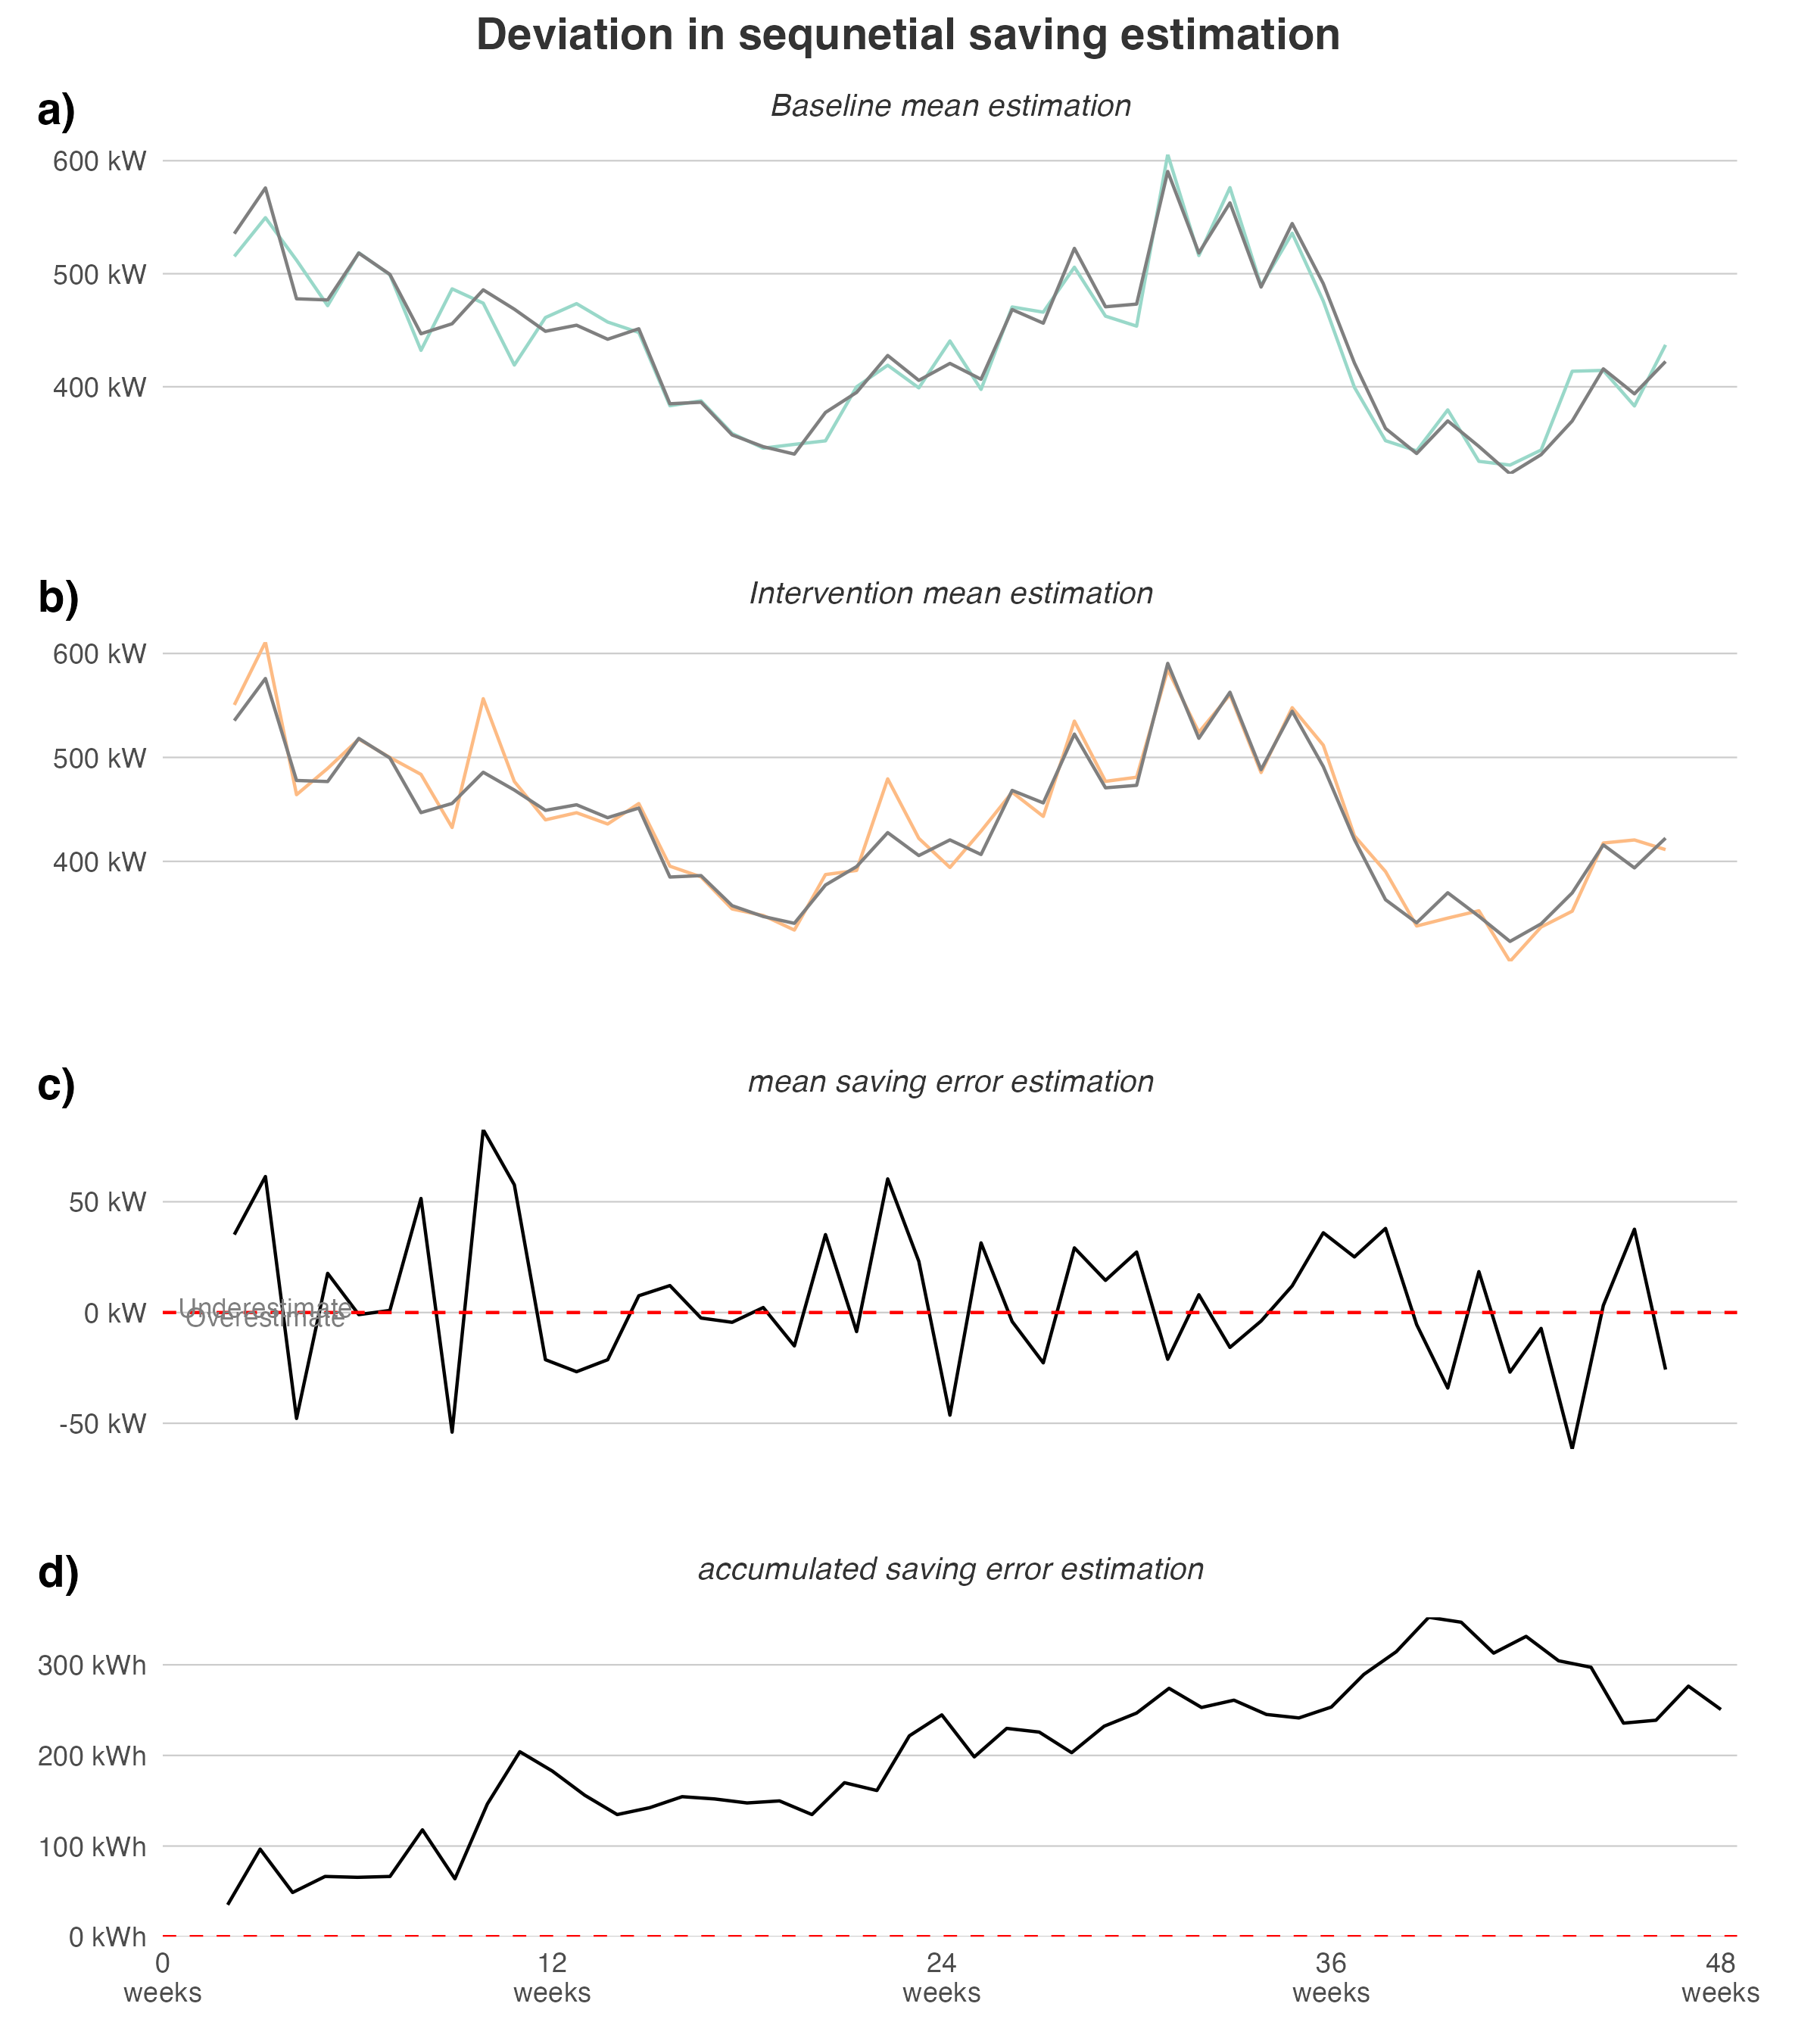 Deviation in sequnetial saving estimation
a)
Baseline mean estimation
600 kW
500 kW
400 kW
b)
Intervention mean estimation
600 kW
500 kW
400 kW
c)
mean saving error estimation
50 kW
0 kW
-50 kW
Underestimate
Overestimate
d)
accumulated saving error estimation
300 kWh
200 kWh
100 kWh
0 kWh
0 12 24 36 48
weeks weeks weeks weeks weeks